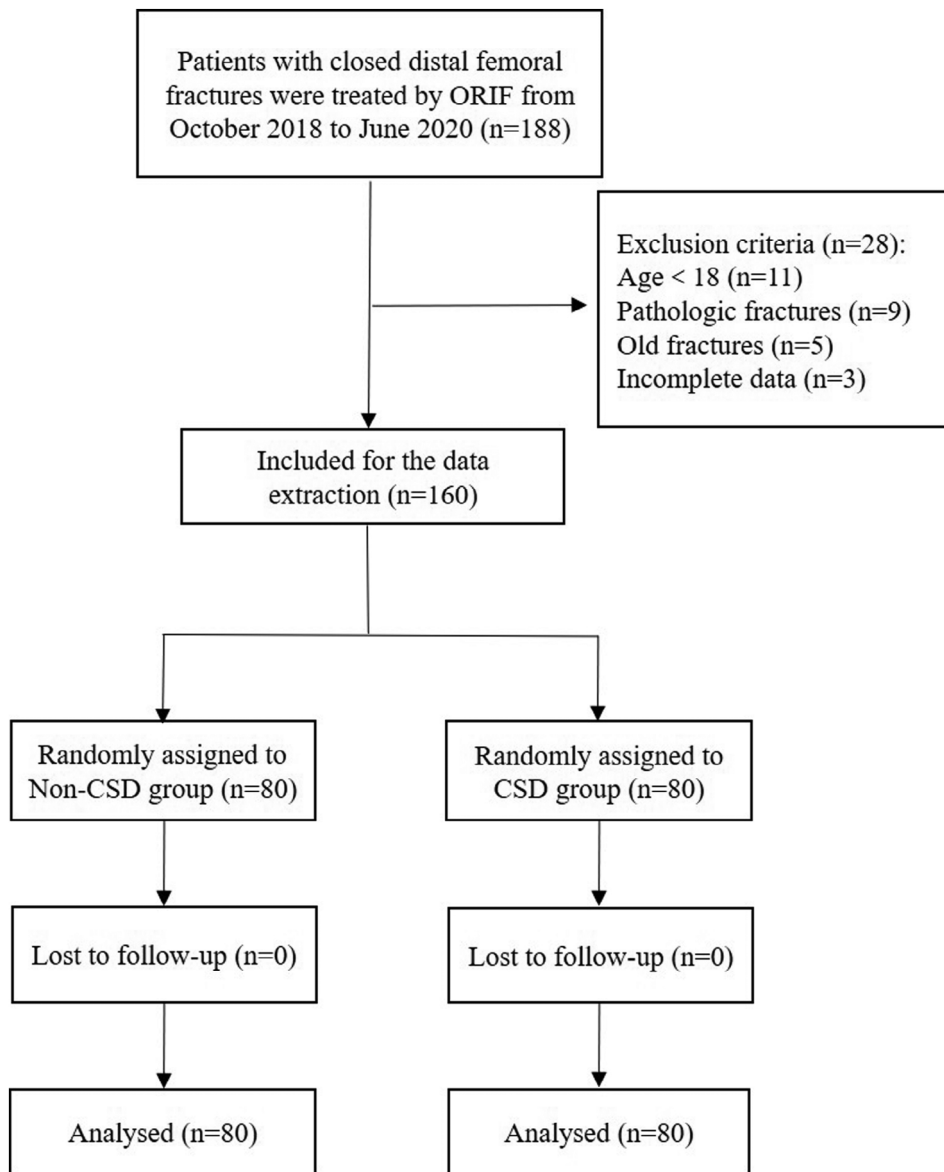 Patients with closed distal femoral
fractures were treated by ORIF from
October 2018 to June 2020 (n=188)
Exclusion criteria (n=28):
Age < 18 (n=11)
Pathologic fractures (n=9)
Old fractures (n=5)
Incomplete data (n=3)
Included for the data
extraction (n=160)
Randomly assigned to
Non-CSD group (n=80)
Randomly assigned to
CSD group (n=80)
Lost to follow-up (n=0)
Lost to follow-up (n=0)
Analysed (n=80)
Analysed (n=80)